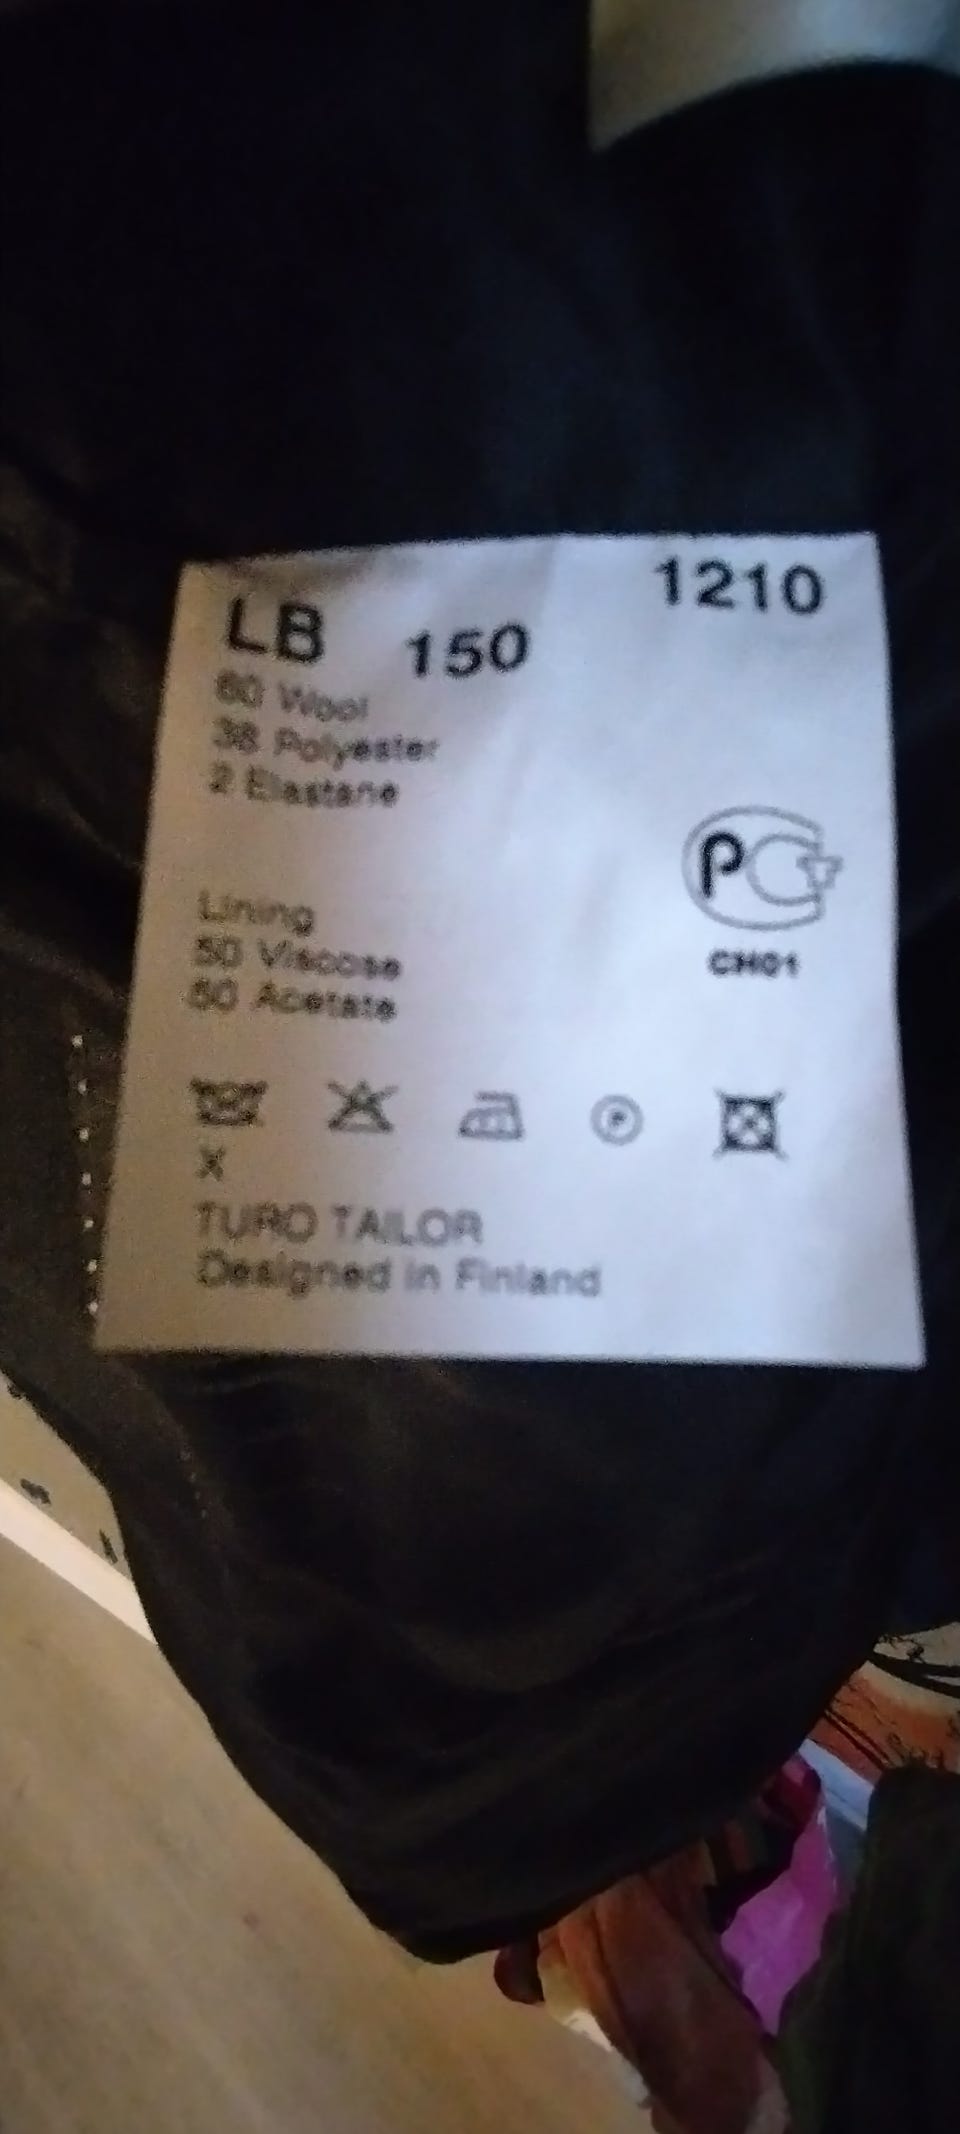 1210
LB 150
60 Wool
38 Polyester
2 Elastane
PCT
CH01
Lining
50 Viscose
50 Acetate
P
X
TURO TAILOR
Designed in Finland